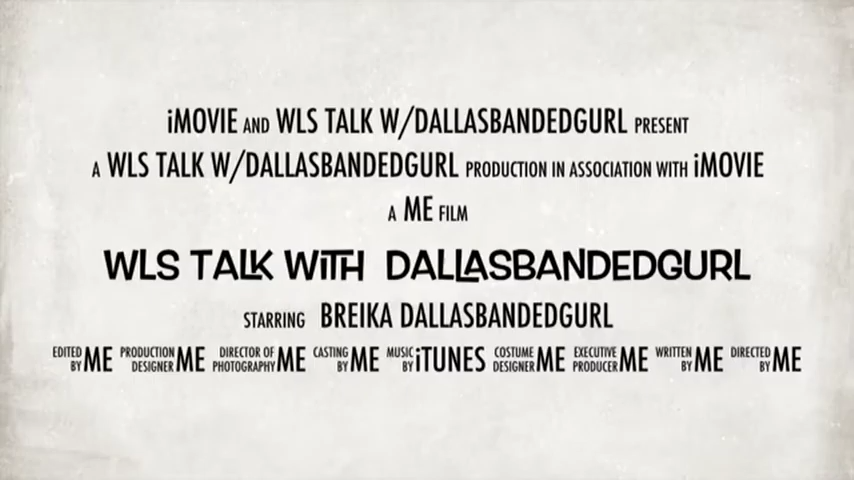 iMOVIE AND WLS TALK W/DALLASBANDEDGURL PRESENT
A WLS TALK W/DALLASBANDEDGURL PRODUCTION IN ASSOCIATION WITH iMOVIE
A ME FILM
WLS TALK WITH DALLASBANDEDGURL
STARRING BREIKA DALLASBANDEDGURL
EDITED BY ME PRODUCTION DESIGNER ME DIRECTOR OF PHOTOGRAPHY ME CASTING BY ME MUSIC BY iTUNES COSTUME DESIGNER ME EXECUTIVE PRODUCER ME WRITTEN BY ME DIRECTED BY ME